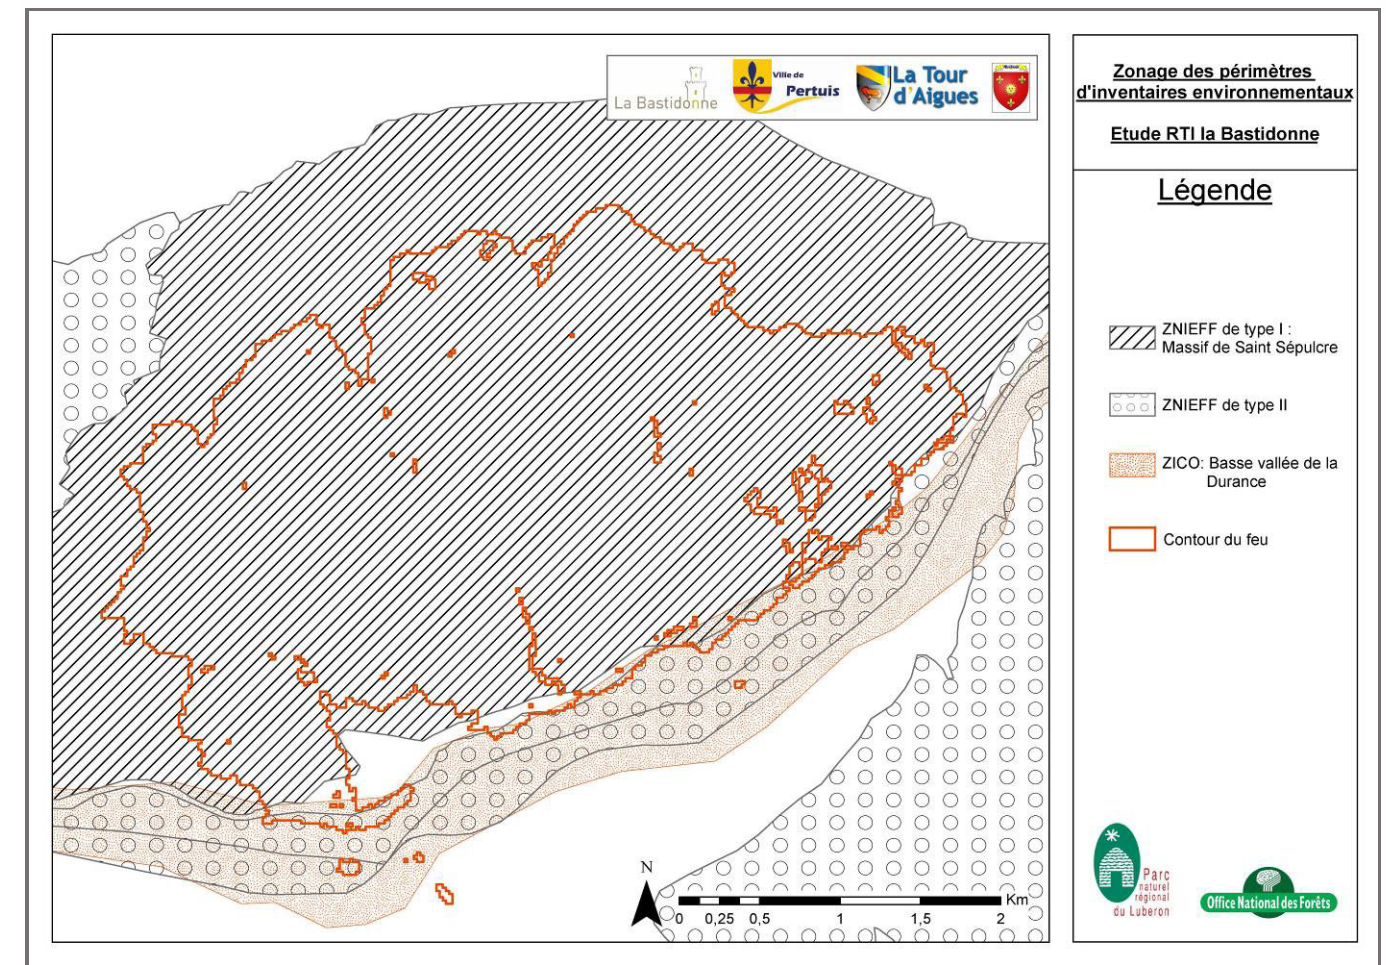 La Bastidonne
Ville de
Pertuis
La Tour
d'Aigues
Zonage des périmètres
d'inventaires environnementaux
Etude RTI la Bastidonne
Légende
ZNIEFF de type I :
Massif de Saint Sépulcre
ZNIEFF de type II
ZICO: Basse vallée de la
Durance
Contour du feu
N
Km
0 0,25 0,5 1 1,5 2
Parc
naturel
régional
du Luberon
Office National des Forêts